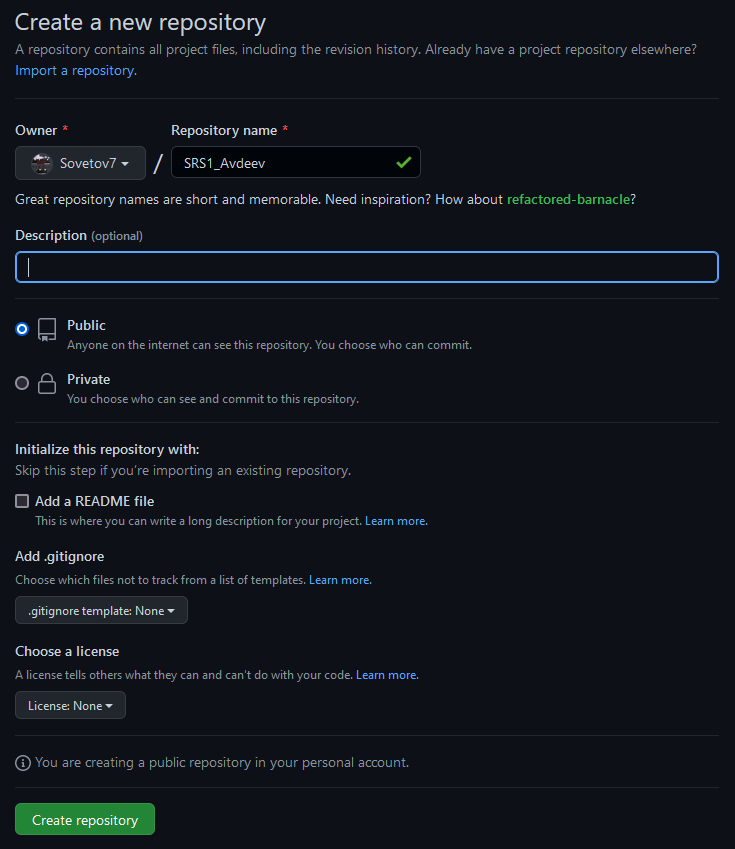 Create a new repository
A repository contains all project files, including the revision history. Already have a project repository elsewhere?
Import a repository.
Owner * Repository name *
Sovetov7 / SRS1_Avdeev
Great repository names are short and memorable. Need inspiration? How about refactored-barnacle?
Description (optional)
Public
Anyone on the internet can see this repository. You choose who can commit.
Private
You choose who can see and commit to this repository.
Initialize this repository with:
Skip this step if you're importing an existing repository.
Add a README file
This is where you can write a long description for your project. Learn more.
Add .gitignore
Choose which files not to track from a list of templates. Learn more.
.gitignore template: None
Choose a license
A license tells others what they can and can't do with your code. Learn more.
License: None
You are creating a public repository in your personal account.
Create repository